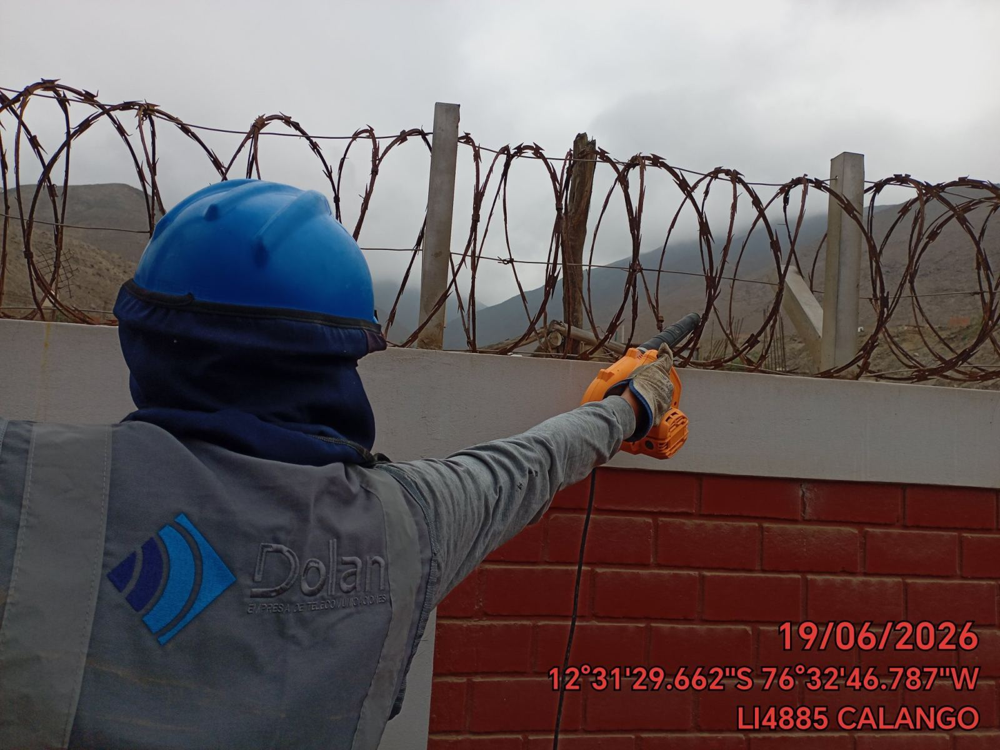 Dolan
EMPRESA DE TELECOMUNICACIONES
19/06/2026
12°31'29.662"S 76°32'46.787"W
LI4885 CALANGO